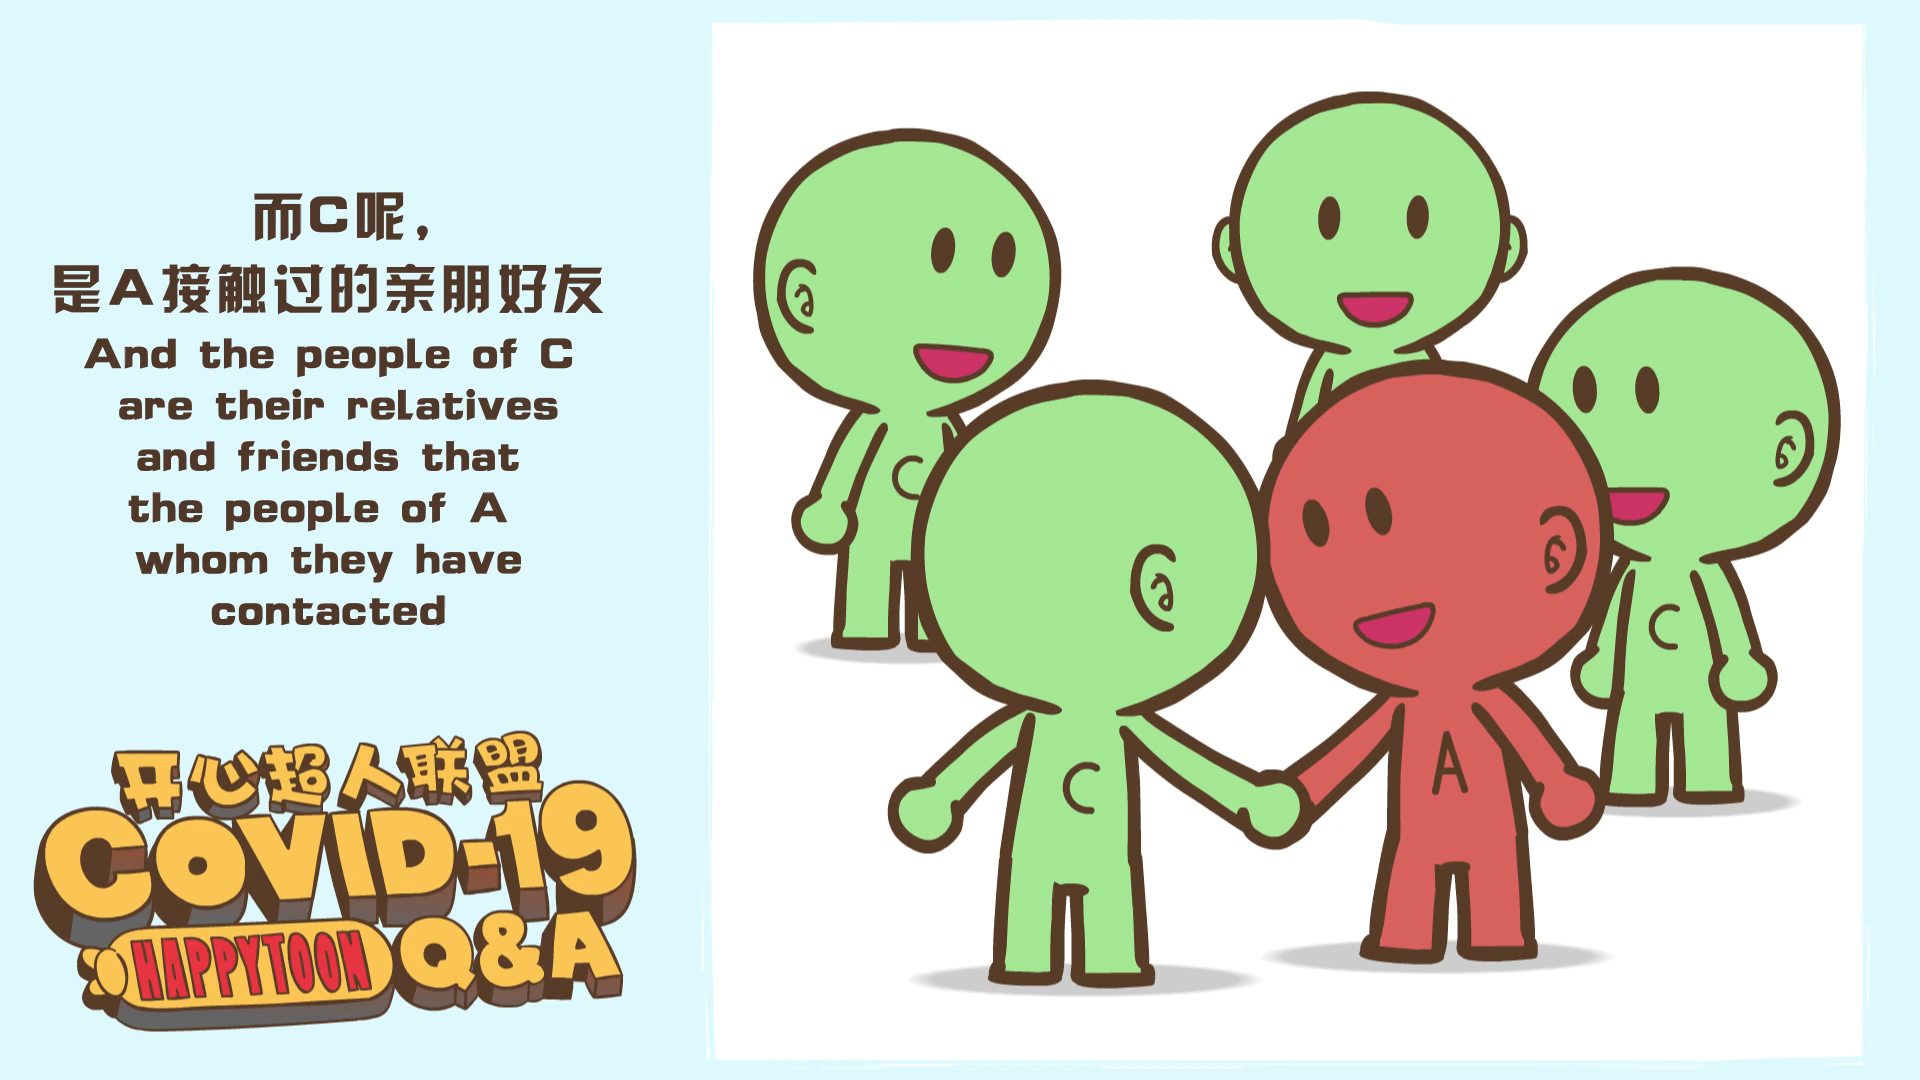 而C呢，
是A接触过的亲朋好友
And the people of C
are their relatives
and friends that
the people of A
whom they have
contacted
开心超人联盟
COVID-19
HAPPYTOON Q&A
C
C
A
C